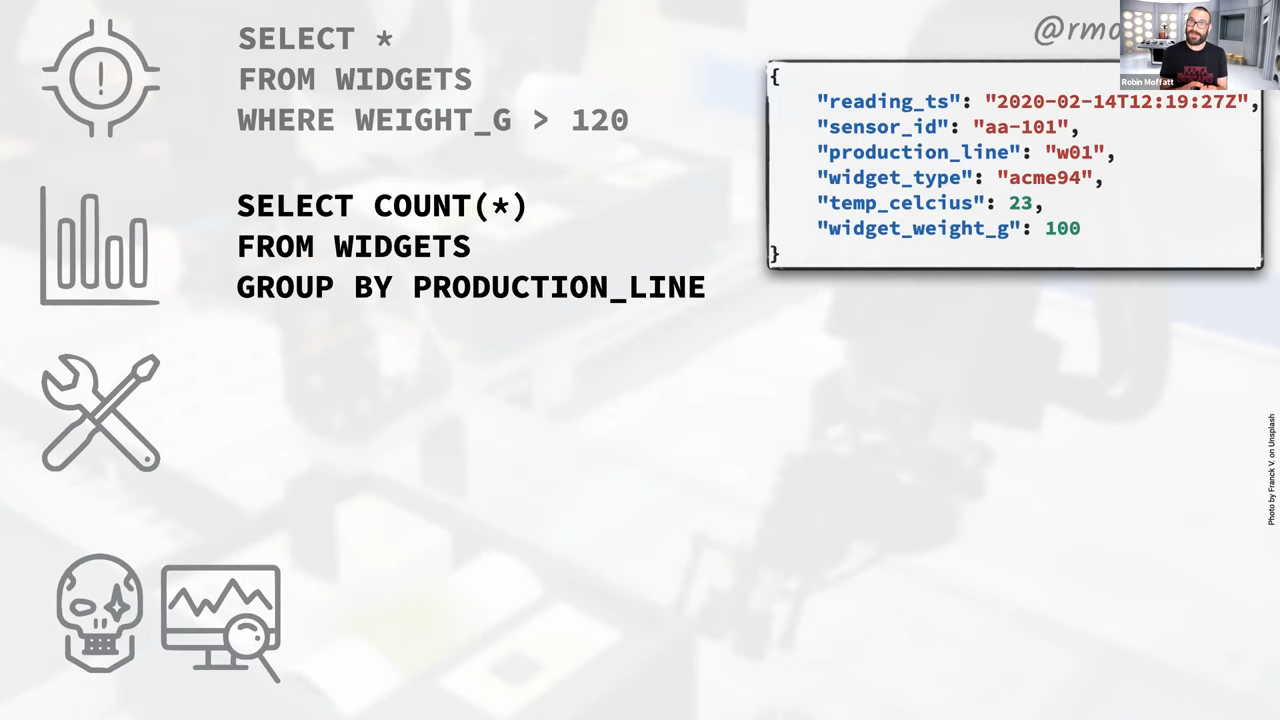 SELECT *
FROM WIDGETS
WHERE WEIGHT_G > 120
SELECT COUNT(*)
FROM WIDGETS
GROUP BY PRODUCTION_LINE
@rmo
Robin Moffatt
{
"reading_ts": "2020-02-14T12:19:27Z",
"sensor_id": "aa-101",
"production_line": "w01",
"widget_type": "acme94",
"temp_celcius": 23,
"widget_weight_g": 100
}
Photo by Franck V. on Unsplash